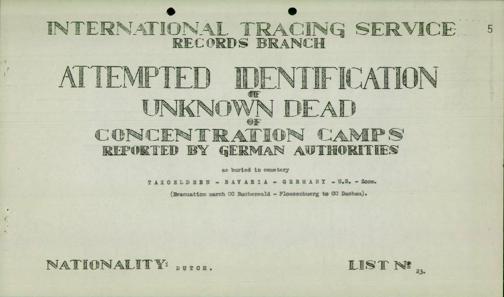 INTERNATIONAL TRACING SERVICE
5
RECORDS BRANCH
ATTEMPTED IDENTIFICATION
OF
UNKNOWN DEAD
OF
CONCENTRATION CAMPS
REPORTED BY GERMAN AUTHORITIES
as buried in cemetery
TAXOELDERN - BAVARIA - GERMANY - U.S. - Zone.
(Evacuation march CC Buchenwald - Flossenbuerg to CC Dachau).
NATIONALITY: DUTCH.
LIST No 23.